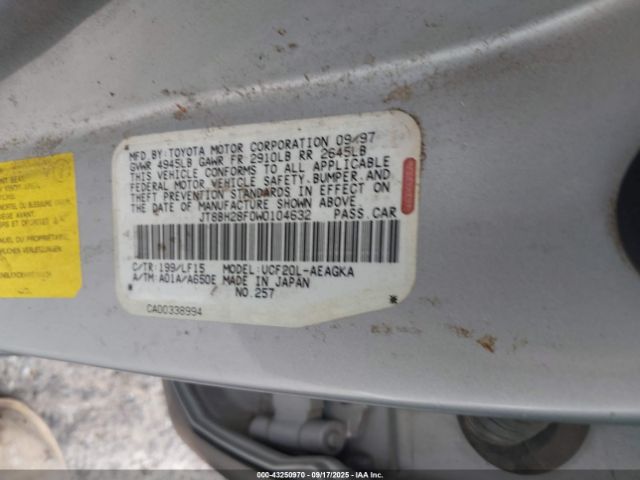 MFD.BY:TOYOTA MOTOR CORPORATION 09/97
GVWR 4945LB GAWR FR 2910LB RR 2645LB
THIS VEHICLE CONFORMS TO ALL APPLICABLE
FEDERAL MOTOR VEHICLE SAFETY,BUMPER,AND
THEFT PREVENTION STANDARDS IN EFFECT ON
THE DATE OF MANUFACTURE SHOWN ABOVE.
JT8BH28F0W0104632 PASS.CAR
C/TR:199/LF15 MODEL:UCF20L-AEAGKA
A/TM:A01A/A650E MADE IN JAPAN
NO.257
CA00338994
000-43250970 (IAA) 09/17/2025